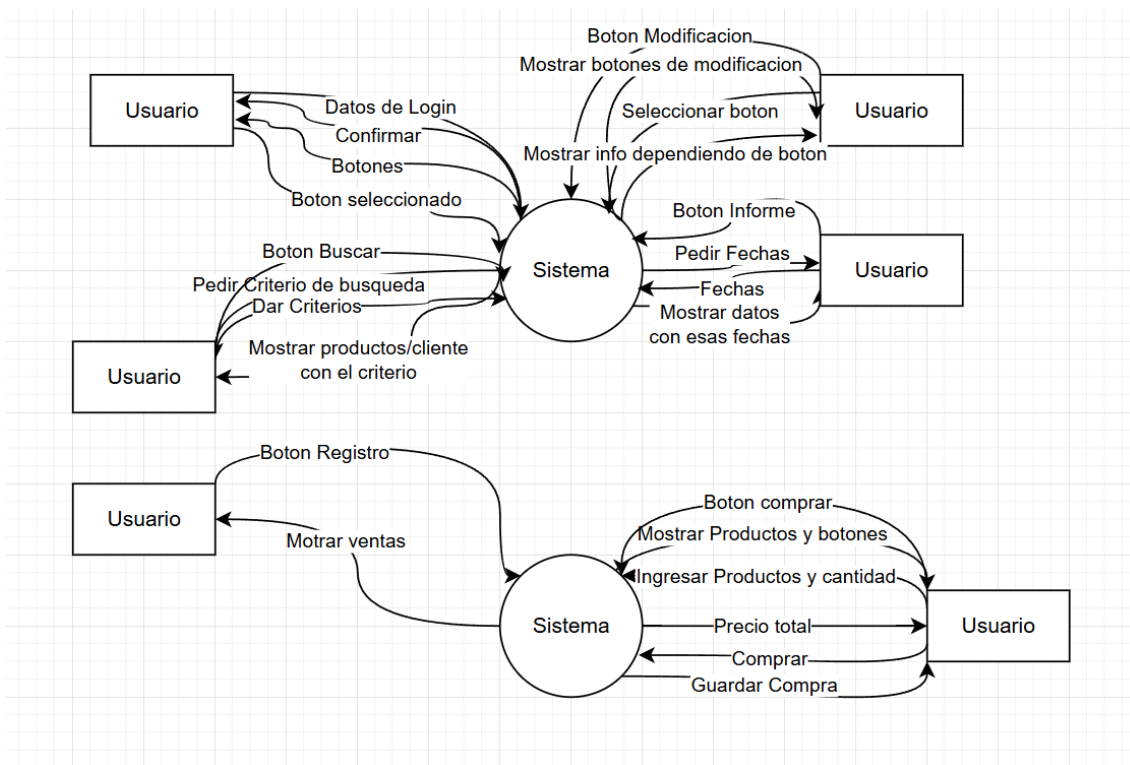 Boton Modificacion
Mostrar botones de modificacion
Usuario
Datos de Login
Seleccionar boton
Usuario
Confirmar
Botones
Mostrar info dependiendo de boton
Boton seleccionado
Boton Informe
Boton Buscar
Pedir Fechas
Sistema
Usuario
Pedir Criterio de busqueda
Fechas
Dar Criterios
Mostrar datos
con esas fechas
Mostrar productos/cliente
con el criterio
Usuario
Boton Registro
Usuario
Motrar ventas
Boton comprar
Mostrar Productos y botones
Ingresar Productos y cantidad
Sistema
Precio total
Usuario
Comprar
Guardar Compra